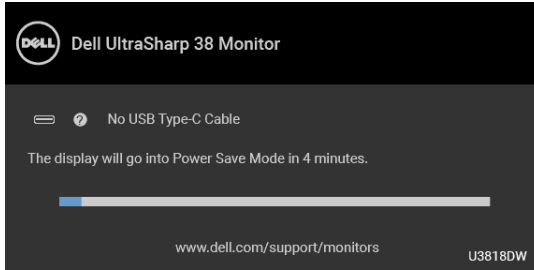 DELL Dell UltraSharp 38 Monitor
? No USB Type-C Cable
The display will go into Power Save Mode in 4 minutes.
www.dell.com/support/monitors
U3818DW